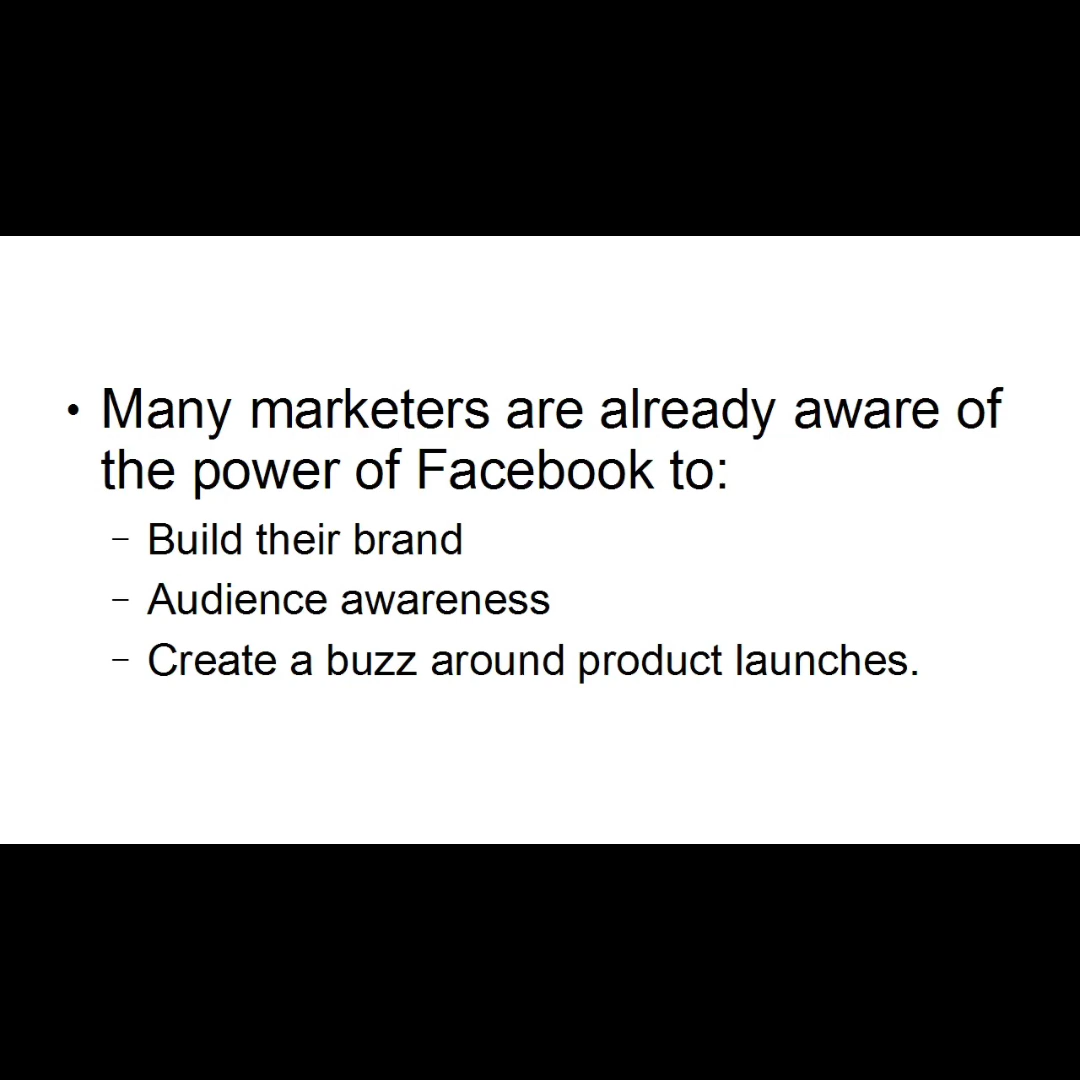 • Many marketers are already aware of
the power of Facebook to:
– Build their brand
– Audience awareness
– Create a buzz around product launches.